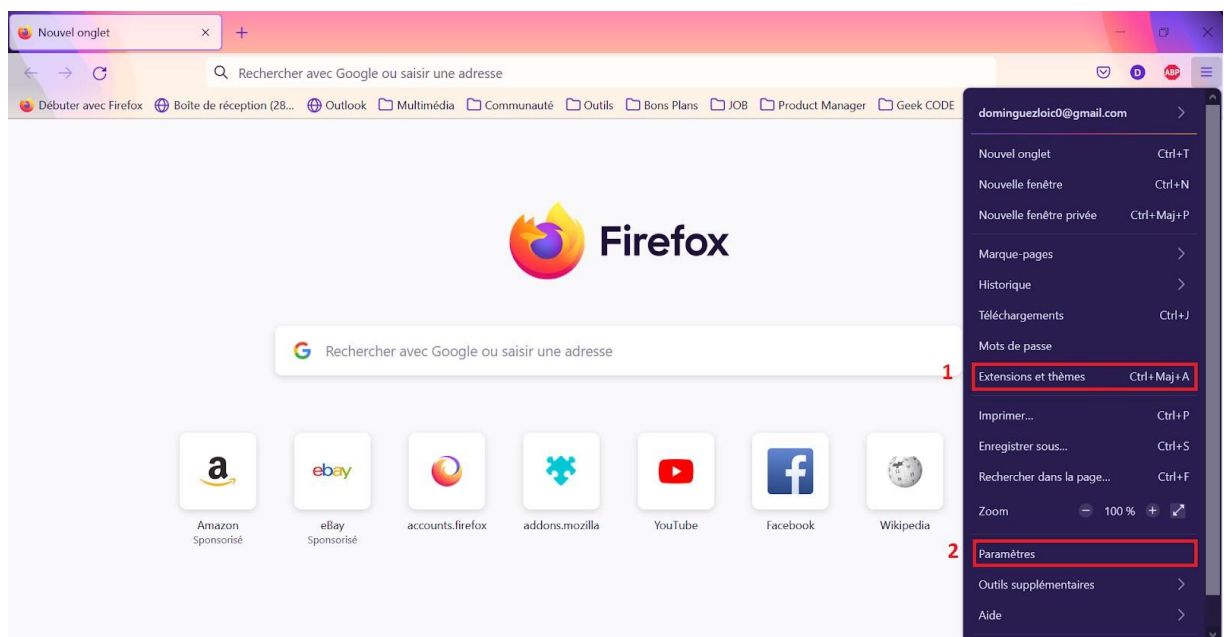 Nouvel onglet
Rechercher avec Google ou saisir une adresse
D
ABP
Débuter avec Firefox Boîte de réception (28... Outlook Multimédia Communauté Outils Bons Plans JOB Product Manager Geek CODE
dominguezloic0@gmail.com
Nouvel onglet Ctrl+T
Nouvelle fenêtre Ctrl+N
Nouvelle fenêtre privée Ctrl+Maj+P
Marque-pages
Historique
Téléchargements Ctrl+J
Mots de passe
1 Extensions et thèmes Ctrl+Maj+A
Imprimer... Ctrl+P
Enregistrer sous... Ctrl+S
Rechercher dans la page... Ctrl+F
Zoom 100 %
2 Paramètres
Outils supplémentaires
Aide
Firefox
Rechercher avec Google ou saisir une adresse
a ebay f
Amazon eBay accounts.firefox addons.mozilla YouTube Facebook Wikipedia
Sponsorisé Sponsorisé